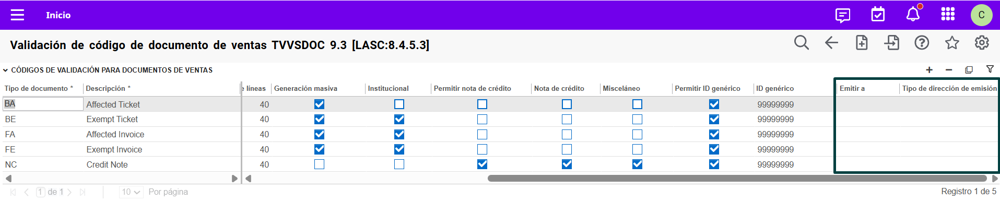 Inicio
C
Validación de código de documento de ventas TVVSDOC 9.3 [LASC:8.4.5.3]
CÓDIGOS DE VALIDACIÓN PARA DOCUMENTOS DE VENTAS
Tipo de documento * Descripción * e líneas Generación masiva Institucional Permitir nota de crédito Nota de crédito Misceláneo Permitir ID genérico ID genérico Emitir a Tipo de dirección de emisión
BA Affected Ticket 40 99999999
BE Exempt Ticket 40 99999999
FA Affected Invoice 40 99999999
FE Exempt Invoice 40 99999999
NC Credit Note 40 99999999
1 de 1 10 Por página Registro 1 de 5